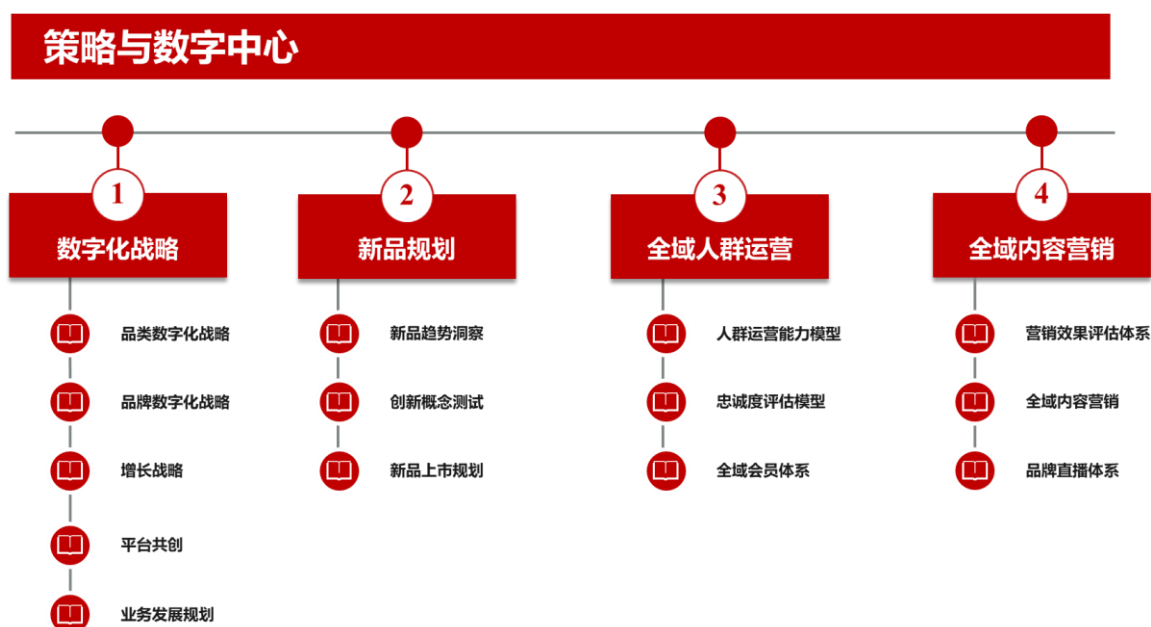 策略与数字中心
1
数字化战略
品类数字化战略
品牌数字化战略
增长战略
平台共创
业务发展规划
2
新品规划
新品趋势洞察
创新概念测试
新品上市规划
3
全域人群运营
人群运营能力模型
忠诚度评估模型
全域会员体系
4
全域内容营销
营销效果评估体系
全域内容营销
品牌直播体系